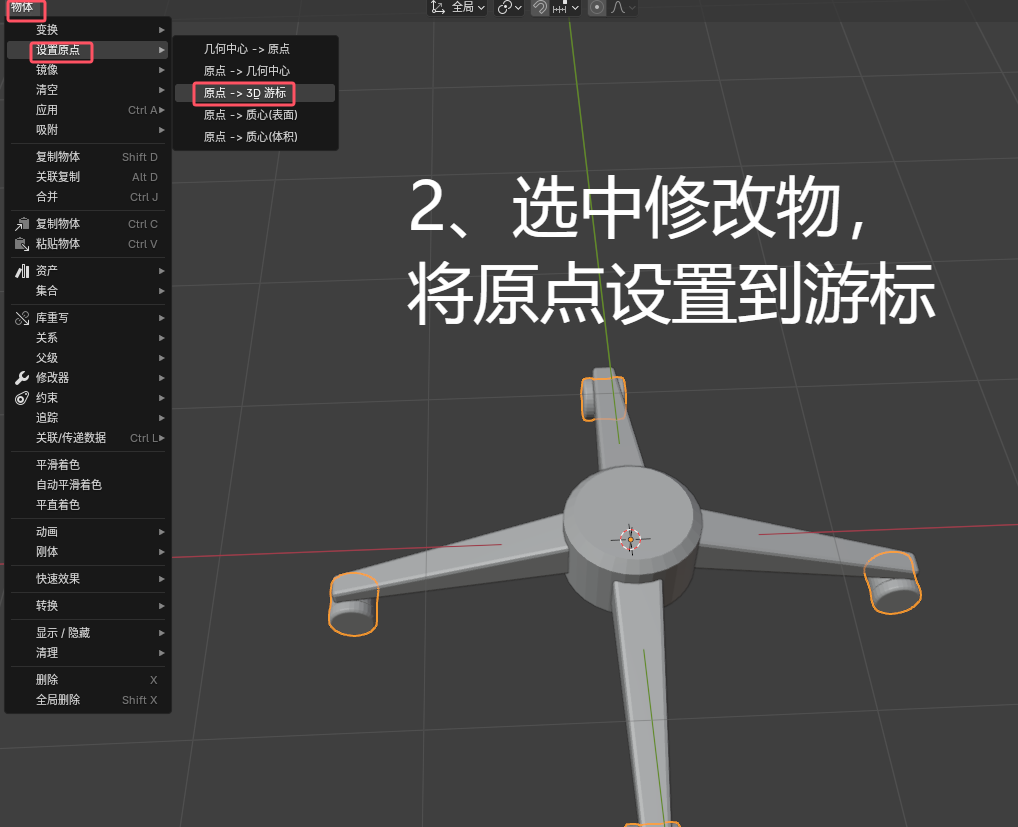 物体
全局
变换
设置原点
镜像
清空
应用 Ctrl A
吸附
复制物体 Shift D
关联复制 Alt D
合并 Ctrl J
复制物体 Ctrl C
粘贴物体 Ctrl V
资产
集合
库重写
关系
父级
修改器
约束
追踪
关联/传递数据 Ctrl L
平滑着色
自动平滑着色
平直着色
动画
刚体
快速效果
转换
显示 / 隐藏
清理
删除 X
全局删除 Shift X
几何中心 -> 原点
原点 -> 几何中心
原点 -> 3D 游标
原点 -> 质心(表面)
原点 -> 质心(体积)
2、选中修改物，
将原点设置到游标